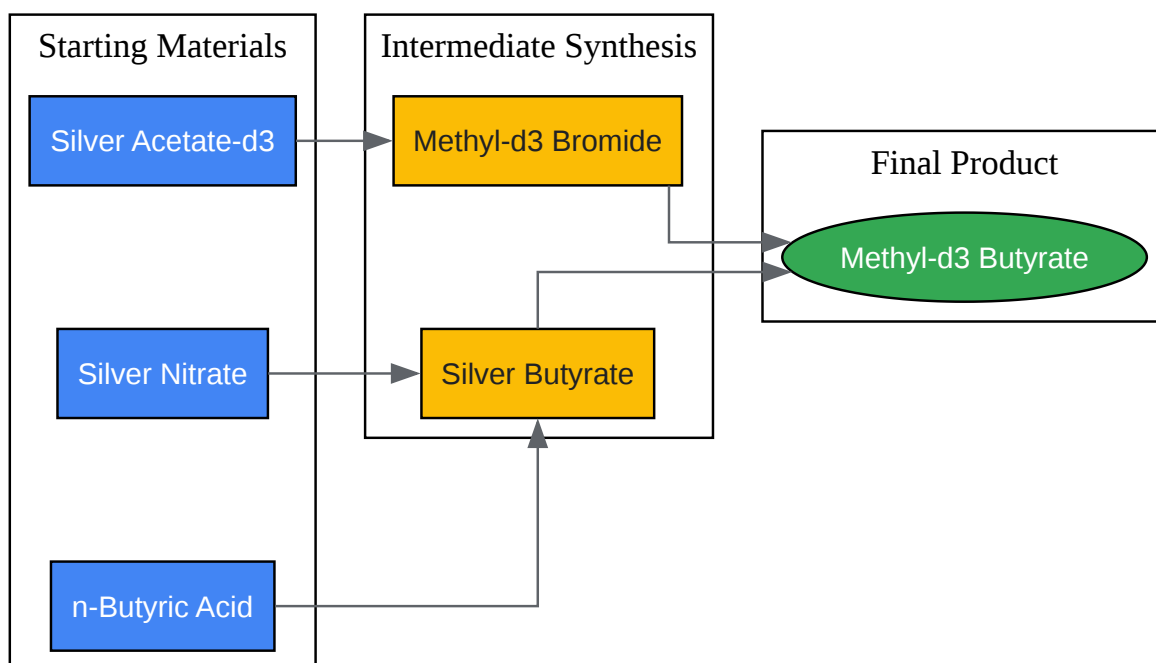 Starting Materials
Silver Acetate-d3
Silver Nitrate
n-Butyric Acid
Intermediate Synthesis
Methyl-d3 Bromide
Silver Butyrate
Final Product
Methyl-d3 Butyrate